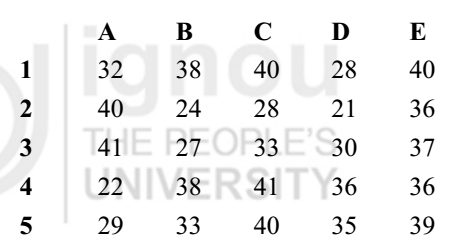 A B C D E
1 32 38 40 28 40
2 40 24 28 21 36
3 41 27 33 30 37
4 22 38 41 36 36
5 29 33 40 35 39
ignou
THE PEOPLE'S
UNIVERSITY